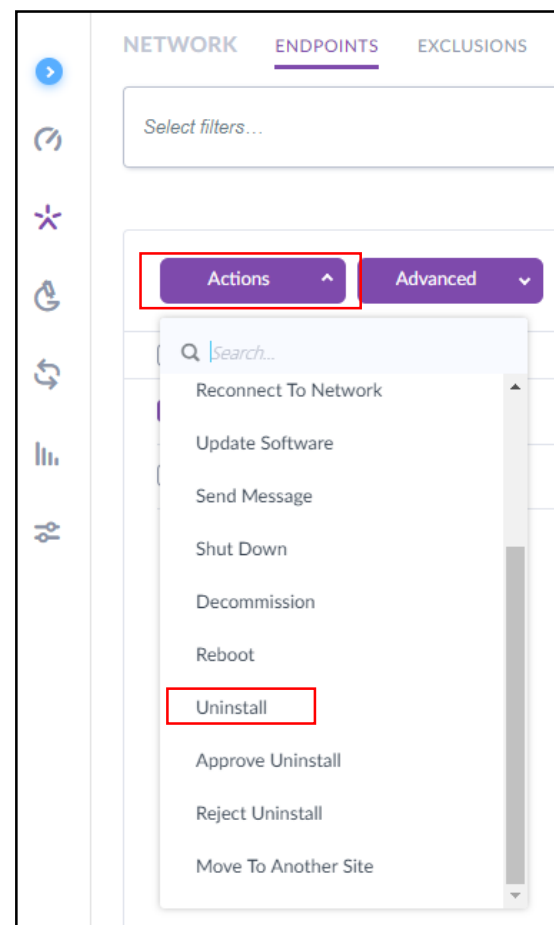 NETWORK ENDPOINTS EXCLUSIONS
Select filters...
Actions Advanced
Search...
Reconnect To Network
Update Software
Send Message
Shut Down
Decommission
Reboot
Uninstall
Approve Uninstall
Reject Uninstall
Move To Another Site